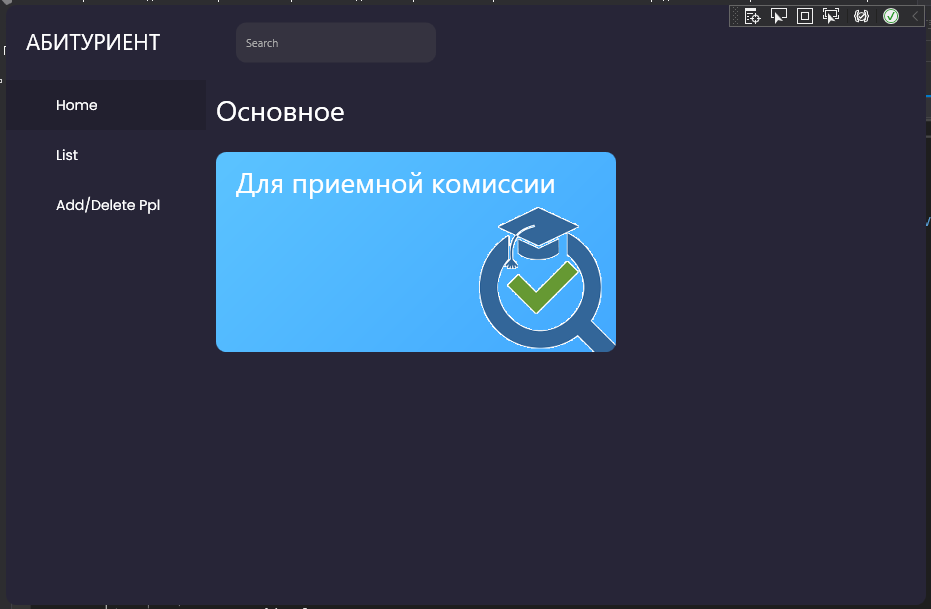 АБИТУРИЕНТ
Search
Home
List
Add/Delete Ppl
Основное
Для приемной комиссии